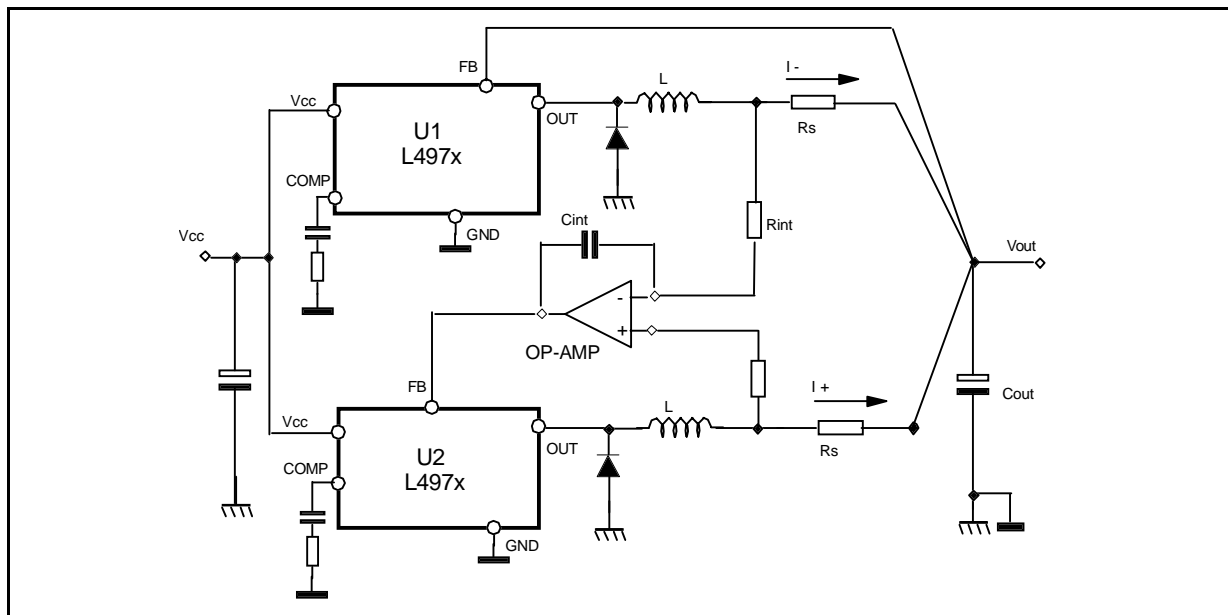 FB
L
I -
Vcc
OUT
Rs
U1
L497x
COMP
GND
Cint
Rint
Vcc
Vout
-
+
OP-AMP
FB
I +
Cout
Vcc
L
OUT
Rs
U2
L497x
COMP
GND